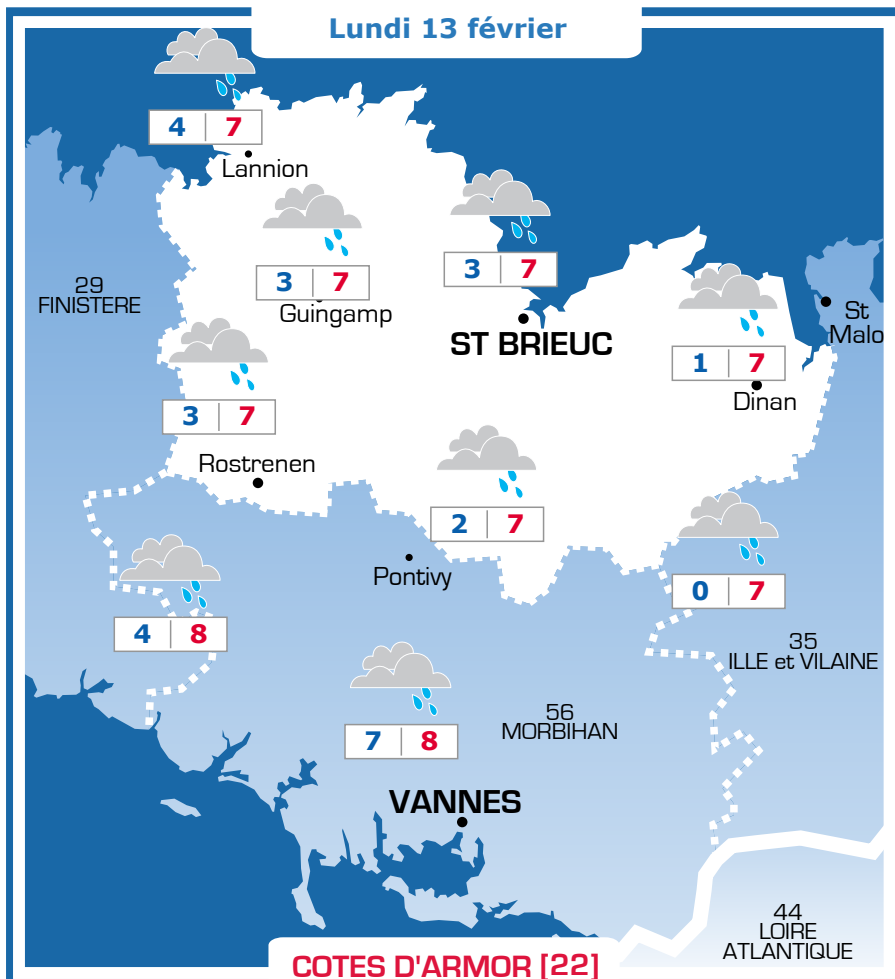 Lundi 13 février
4 7
Lannion
3 7
Guingamp
3 7
ST BRIEUC
29
FINISTERE
St
Malo
1 7
Dinan
3 7
Rostrenen
2 7
Pontivy
0 7
4 8
35
ILLE et VILAINE
7 8
56
MORBIHAN
VANNES
44
LOIRE
ATLANTIQUE
COTES D'ARMOR [22]